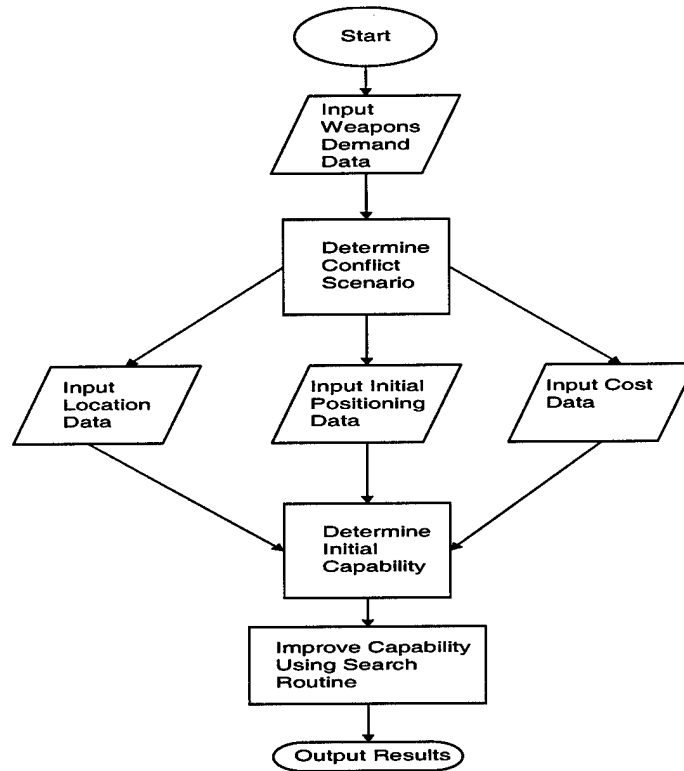 Start
Input
Weapons
Demand
Data
Determine
Conflict
Scenario
Input
Location
Data
Input Initial
Positioning
Data
Input Cost
Data
Determine
Initial
Capability
Improve Capability
Using Search
Routine
Output Results